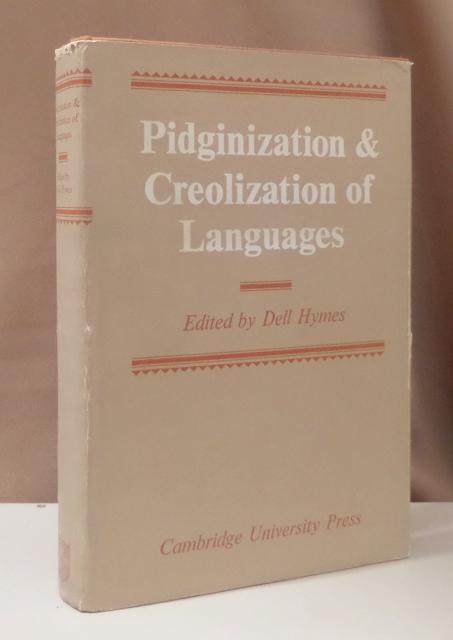 Pidginization &
Creolization of
Languages
Edited by Dell Hymes
Cambridge University Press